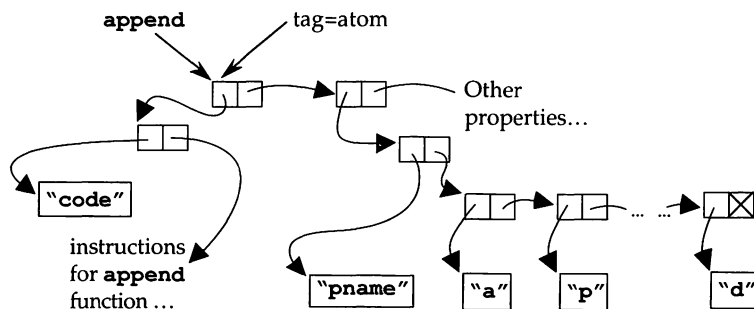 append
tag=atom
Other
properties...
"code"
instructions
for append
function ...
"pname"
"a"
"p"
... ...
"d"